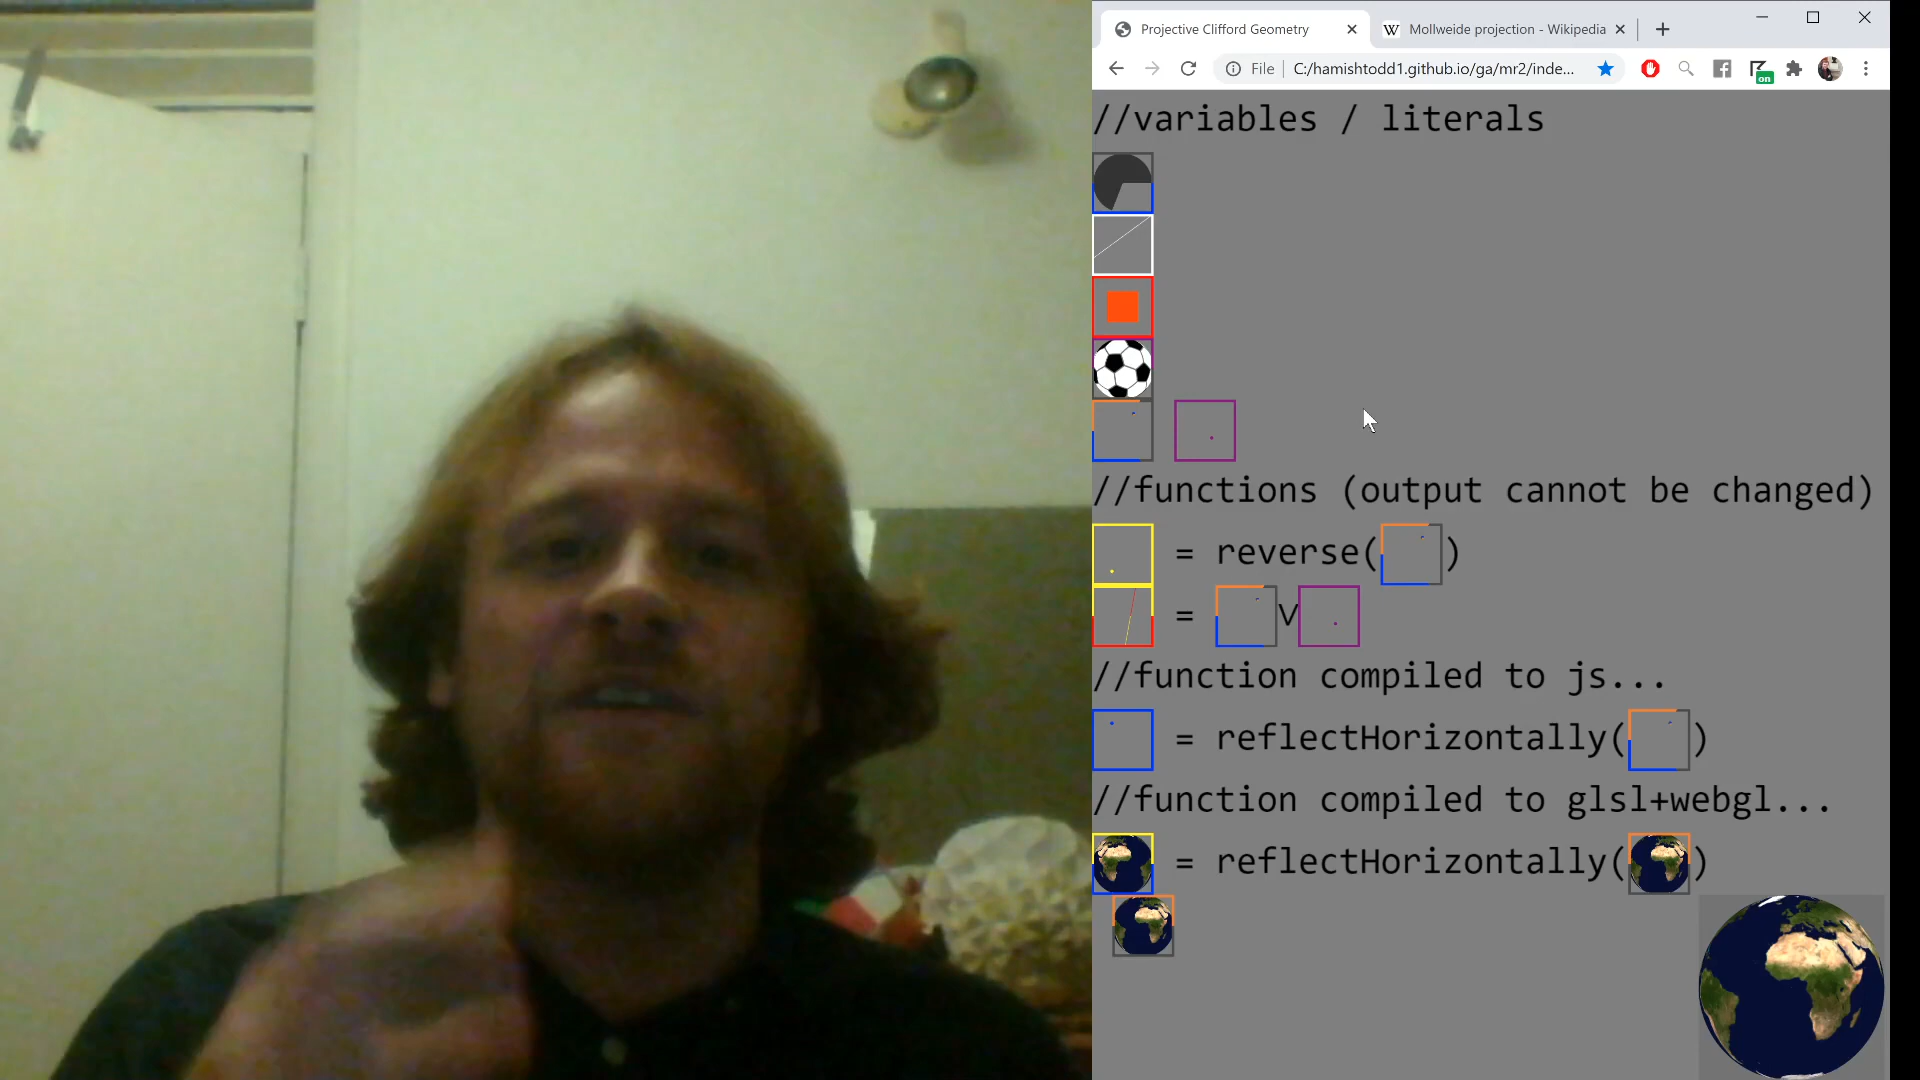 Projective Clifford Geometry
W Mollweide projection - Wikipedia
File C:/hamishtodd1.github.io/ga/mr2/inde...
on
//variables / literals
//functions (output cannot be changed)
= reverse( )
= V
//function compiled to js...
= reflectHorizontally( )
//function compiled to glsl+webgl...
= reflectHorizontally( )